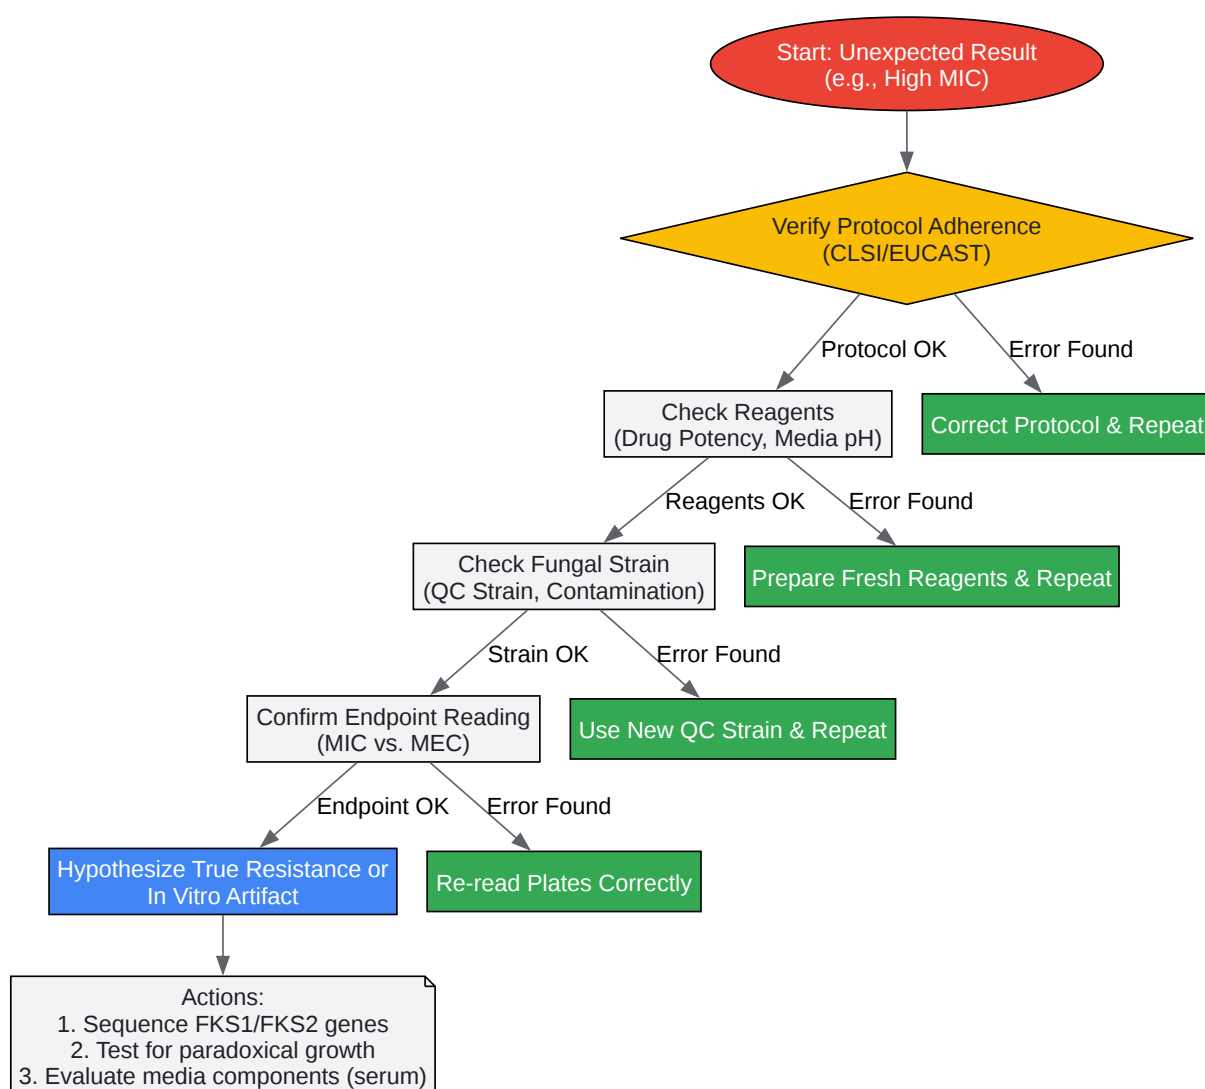 Start: Unexpected Result
(e.g., High MIC)
Verify Protocol Adherence
(CLSI/EUCAST)
Protocol OK
Error Found
Check Reagents
(Drug Potency, Media pH)
Correct Protocol & Repeat
Reagents OK
Error Found
Check Fungal Strain
(QC Strain, Contamination)
Prepare Fresh Reagents & Repeat
Strain OK
Error Found
Confirm Endpoint Reading
(MIC vs. MEC)
Use New QC Strain & Repeat
Endpoint OK
Error Found
Hypothesize True Resistance or
In Vitro Artifact
Re-read Plates Correctly
Actions:
1. Sequence FKS1/FKS2 genes
2. Test for paradoxical growth
3. Evaluate media components (serum)